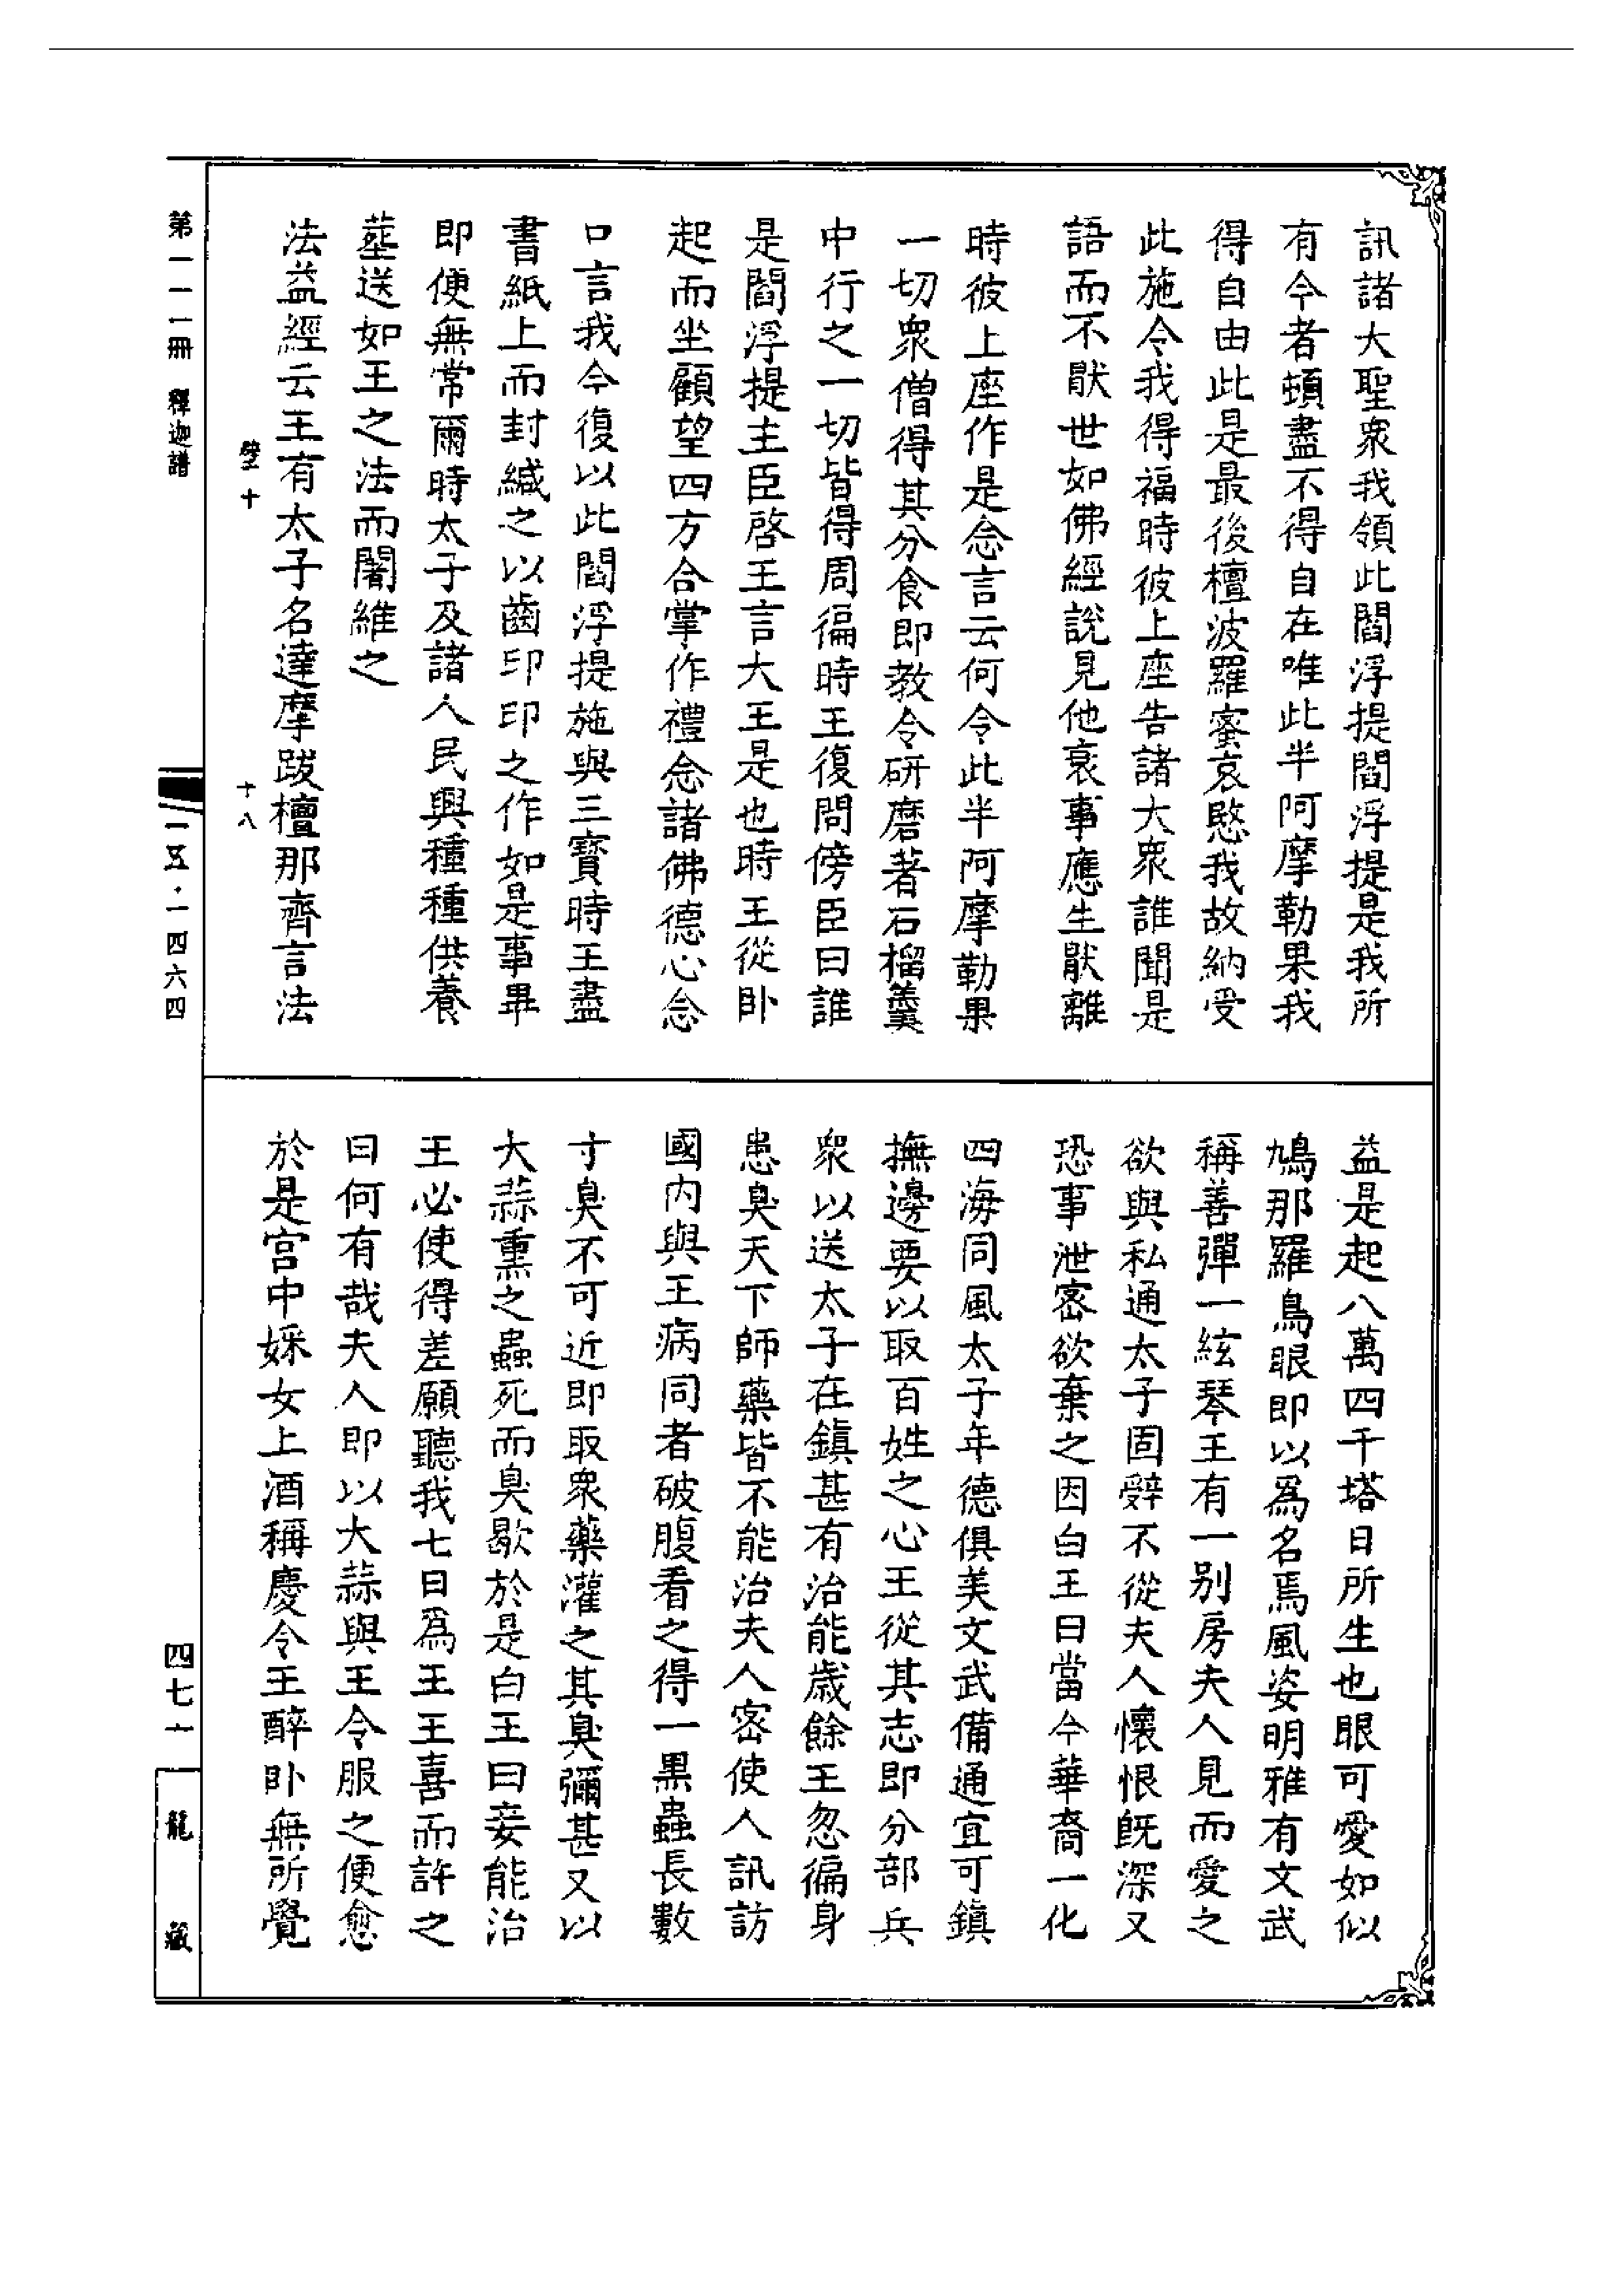 訊諸大聖衆我領此閻浮提閻浮提是我所
有今者頓盡不得自在唯此半阿摩勒果我
得自由此是最後檀波羅蜜哀愍我故納受
此施令我得福時彼上座告諸大衆誰聞是
語而不猒世如佛經說見他衰事應生猒離
時彼上座作是念言云何令此半阿摩勒果
一切衆僧得其分食即教令研磨著石榴羹
中行之一切皆得周徧時王復問傍臣曰誰
是閻浮提主臣啓王言大王是也時王從卧
起而坐顧望四方合掌作禮念諸佛德心念
口言我今復以此閻浮提施與三寶時王盡
書紙上而封緘之以齒印印之作如是事畢
即便無常爾時太子及諸人民興種種供養
塟送如王之法而闍維之
法益經云王有太子名達摩跋檀那齊言法
益是起八萬四千塔日所生也眼可愛如似
鳩那羅鳥眼即以爲名焉風姿明雅有文武
稱善彈一絃琴王有一别房夫人見而愛之
欲與私通太子固辤不從夫人懷恨既深又
恐事泄密欲棄之因白王曰當今華裔一化
四海同風太子年德俱美文武備通宜可鎮
撫邊要以取百姓之心王從其志即分部兵
衆以送太子在鎮甚有治能歲餘王忽徧身
患臭天下師藥皆不能治夫人密使人訊訪
國内與王病同者破腹看之得一黑蟲長數
寸臭不可近即取衆藥灌之其臭彌甚又以
大蒜熏之蟲死而臭歇於是白王曰妾能治
王必使得差願聽我七日爲王王喜而許之
曰何有哉夫人即以大蒜與王令服之便愈
於是宫中婇女上酒稱慶令王醉卧無所覺
壁十
十八
第一一一冊 釋迦譜
一五·一四六四
四七一
龍藏